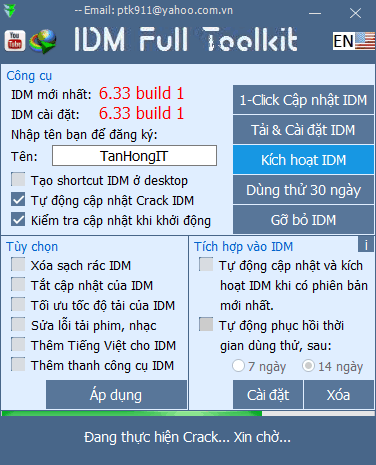 -- Email: ptk911@yahoo.com.vn
You Tube
IDM Full Toolkit
EN
Công cụ
IDM mới nhất: 6.33 build 1
IDM cài đặt: 6.33 build 1
Nhập tên bạn để đăng ký:
Tên: TanHongIT
Tạo shortcut IDM ở desktop
Tự động cập nhật Crack IDM
Kiểm tra cập nhật khi khởi động
1-Click Cập nhật IDM
Tải & Cài đặt IDM
Kích hoạt IDM
Dùng thử 30 ngày
Gỡ bỏ IDM
Tùy chọn
Xóa sạch rác IDM
Tắt cập nhật của IDM
Tối ưu tốc độ tải của IDM
Sửa lỗi tải phim, nhạc
Thêm Tiếng Việt cho IDM
Thêm thanh công cụ IDM
Áp dụng
Tích hợp vào IDM
i
Tự động cập nhật và kích
hoạt IDM khi có phiên bản
mới nhất.
Tự động phục hồi thời
gian dùng thử, sau:
7 ngày 14 ngày
Cài đặt Xóa
Đang thực hiện Crack... Xin chờ...